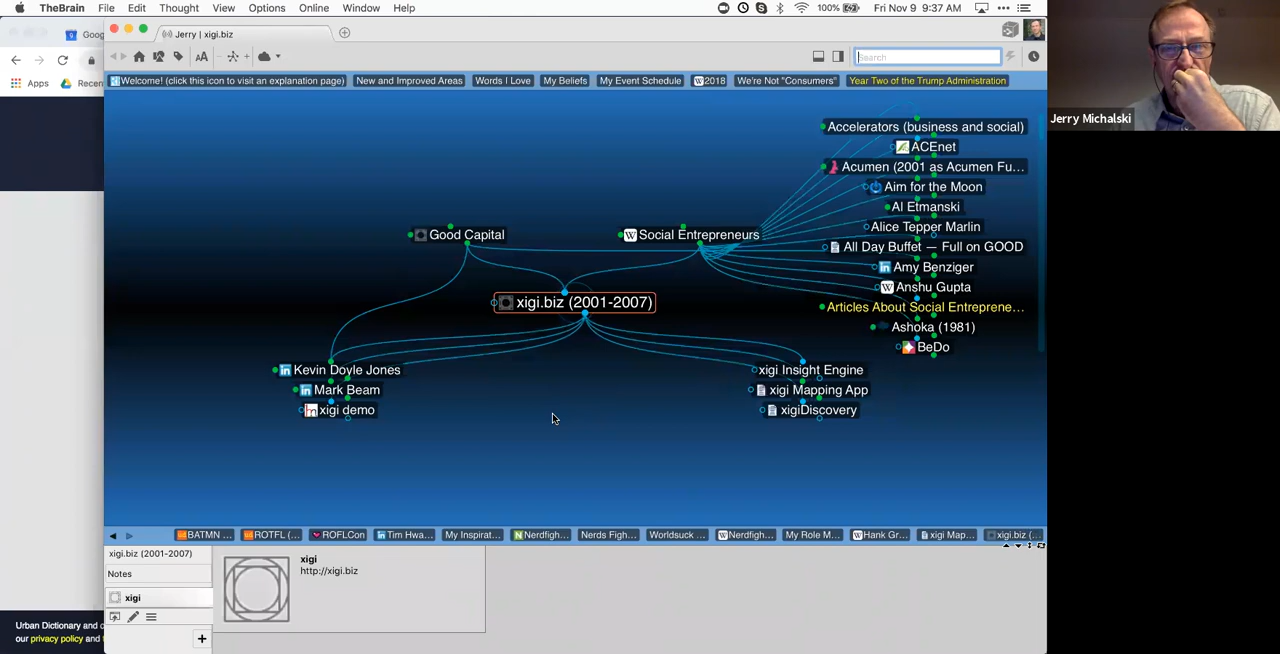 TheBrain File Edit Thought View Options Online Window Help 100% Fri Nov 9 9:37 AM
Jerry | xigi.biz
Goog
Apps Recen
AA
Search
Welcome! (click this icon to visit an explanation page) New and Improved Areas Words I Love My Beliefs My Event Schedule W 2018 We're Not "Consumers" Year Two of the Trump Administration
Jerry Michalski
Accelerators (business and social)
ACEnet
Acumen (2001 as Acumen Fu...
Aim for the Moon
Al Etmanski
Alice Tepper Marlin
All Day Buffet — Full on GOOD
Amy Benziger
Anshu Gupta
Articles About Social Entreprene...
Ashoka (1981)
BeDo
Good Capital
Social Entrepreneurs
xigi.biz (2001-2007)
Kevin Doyle Jones
Mark Beam
xigi demo
xigi Insight Engine
xigi Mapping App
xigiDiscovery
BATMN ... ROTFL (... ROFLCon Tim Hwa... My Inspirat... Nerdfigh... Nerds Figh... Worldsuck ... Nerdfigh... My Role M... Hank Gr... xigi Map... xigi.biz (...
xigi.biz (2001-2007)
Notes
xigi
xigi
http://xigi.biz
Urban Dictionary and
our privacy policy and